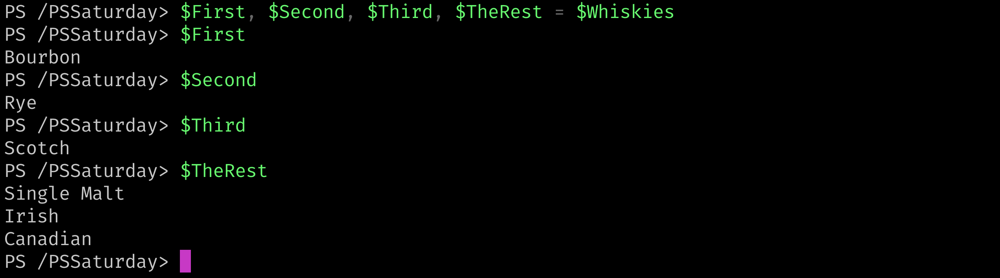 PS /PSSaturday> $First, $Second, $Third, $TheRest = $Whiskies
PS /PSSaturday> $First
Bourbon
PS /PSSaturday> $Second
Rye
PS /PSSaturday> $Third
Scotch
PS /PSSaturday> $TheRest
Single Malt
Irish
Canadian
PS /PSSaturday>